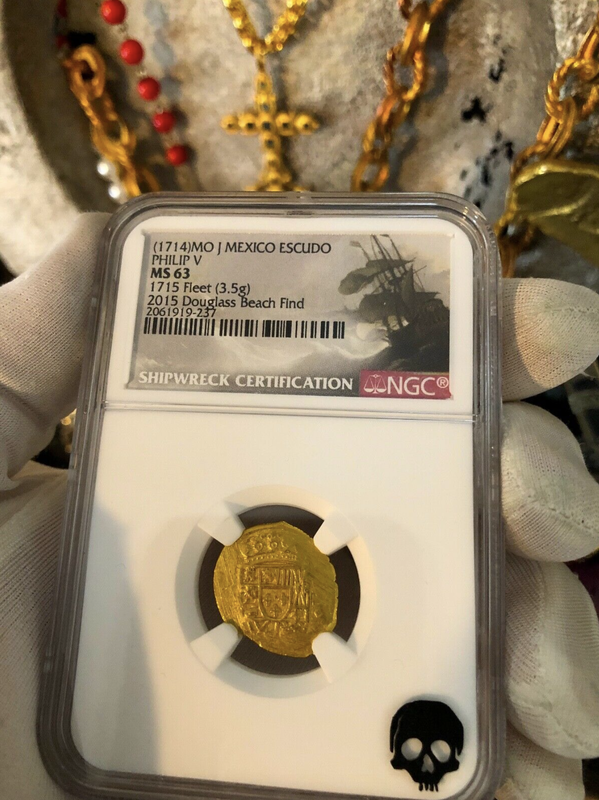 (1714)MO J MEXICO ESCUDO
PHILIP V
MS 63
1715 Fleet (3.5g)
2015 Douglass Beach Find
2061919-237
SHIPWRECK CERTIFICATION NGC®